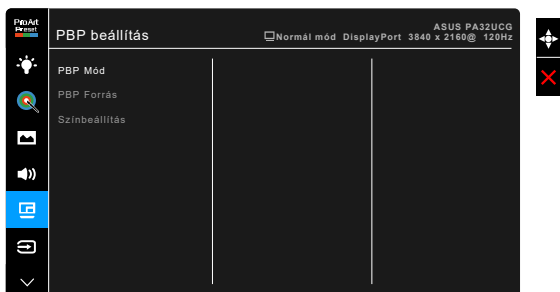 ProArt
Preset
PBP beállítás
ASUS PA32UCG
Normál mód DisplayPort 3840 x 2160@ 120Hz
PBP Mód
PBP Forrás
Színbeállítás